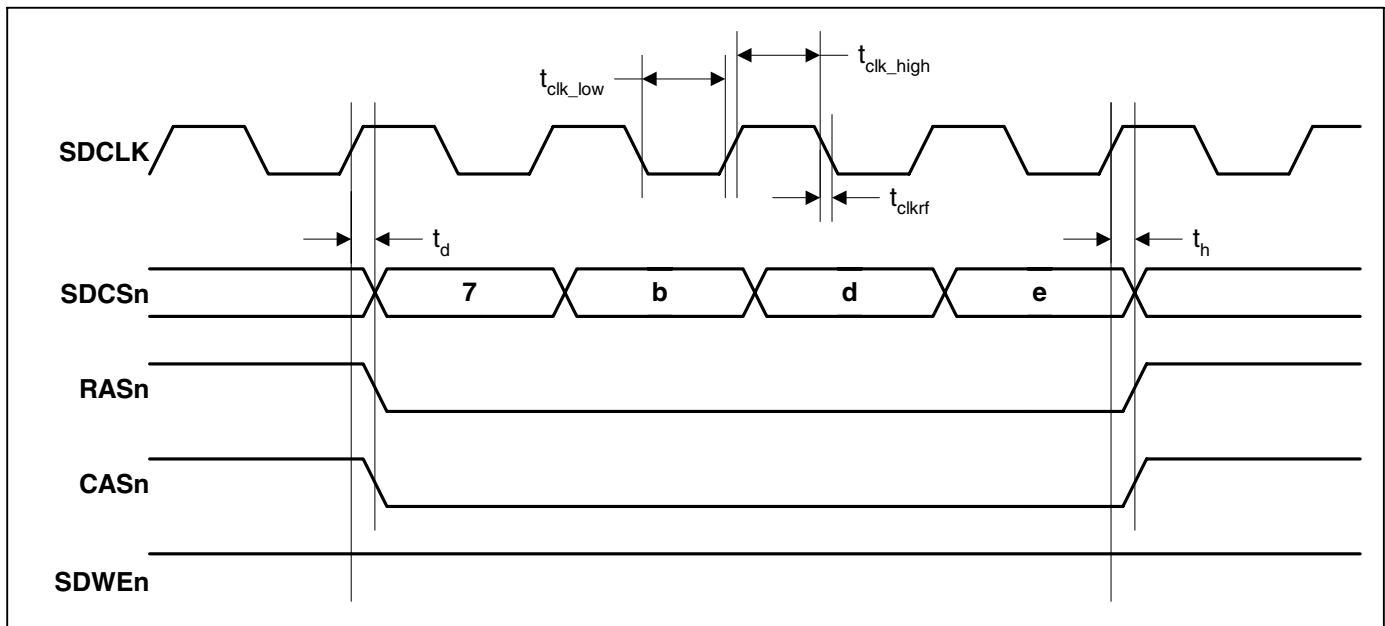 t_clk_low
t_clk_high
SDCLK
t_clkrf
t_d
t_h
SDCSn 7 b d e
RASn
CASn
SDWEn